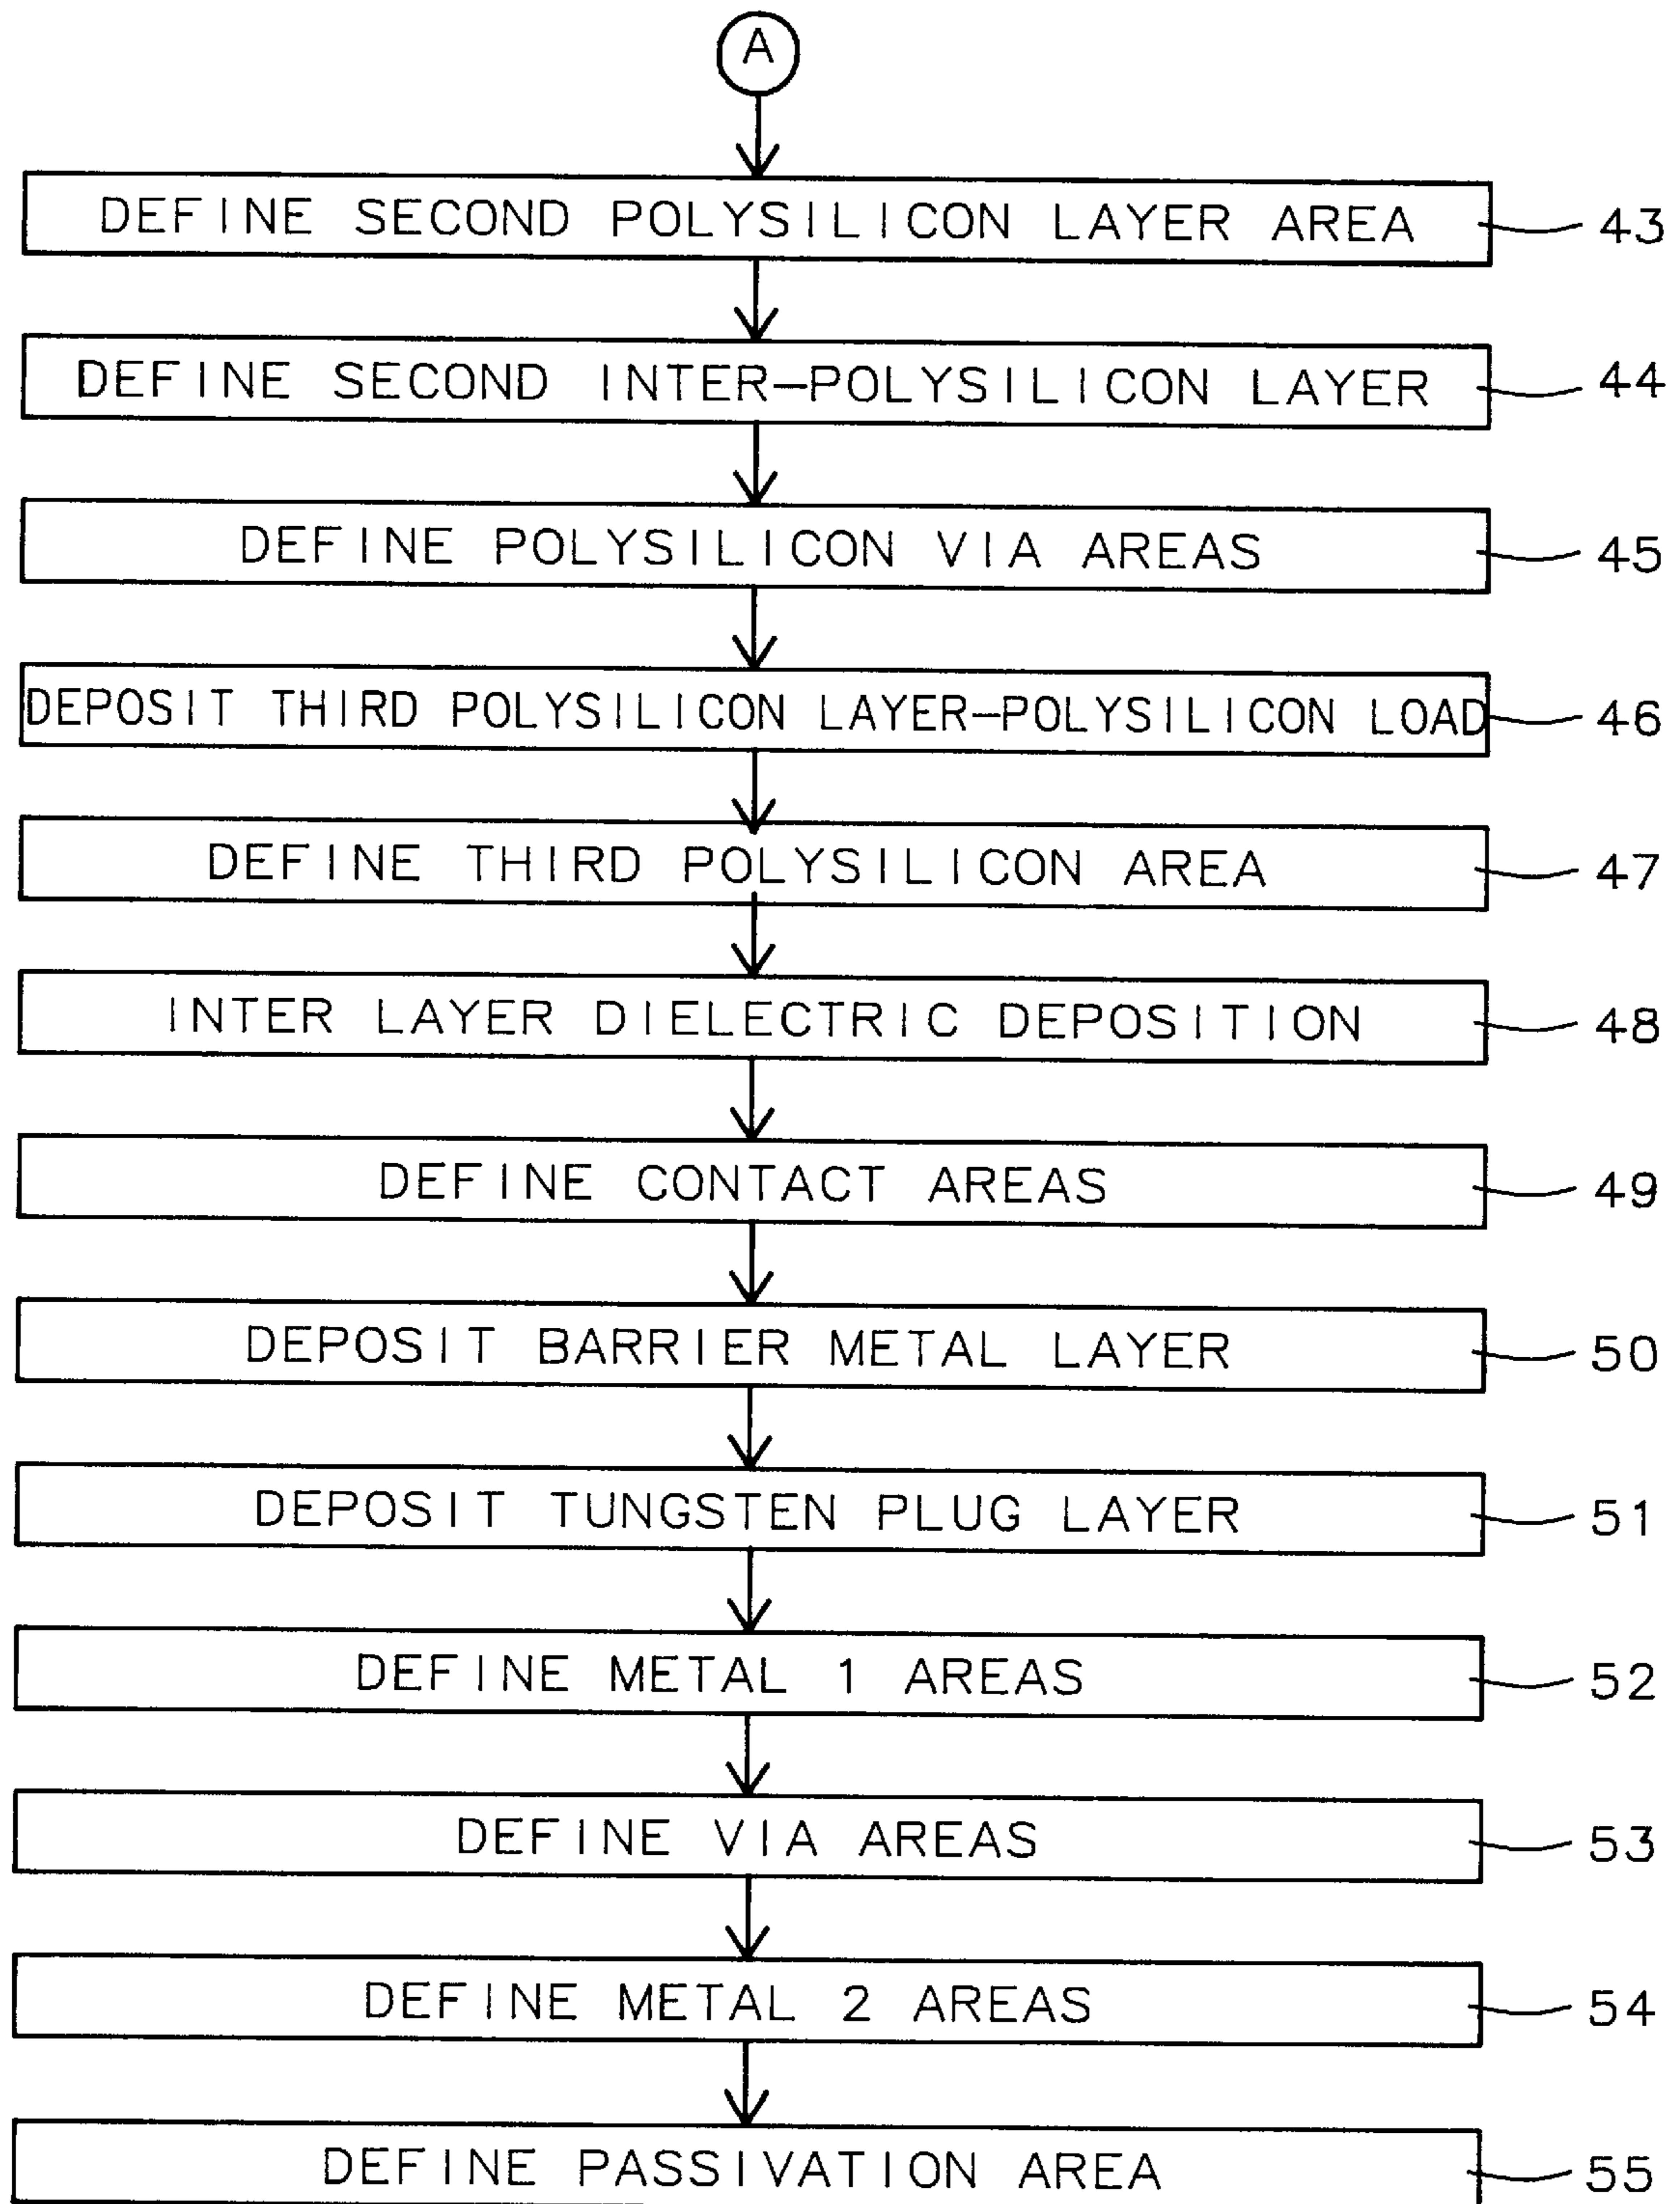 A
DEFINE SECOND POLYSILICON LAYER AREA 43
DEFINE SECOND INTER-POLYSILICON LAYER 44
DEFINE POLYSILICON VIA AREAS 45
DEPOSIT THIRD POLYSILICON LAYER-POLYSILICON LOAD 46
DEFINE THIRD POLYSILICON AREA 47
INTER LAYER DIELECTRIC DEPOSITION 48
DEFINE CONTACT AREAS 49
DEPOSIT BARRIER METAL LAYER 50
DEPOSIT TUNGSTEN PLUG LAYER 51
DEFINE METAL 1 AREAS 52
DEFINE VIA AREAS 53
DEFINE METAL 2 AREAS 54
DEFINE PASSIVATION AREA 55